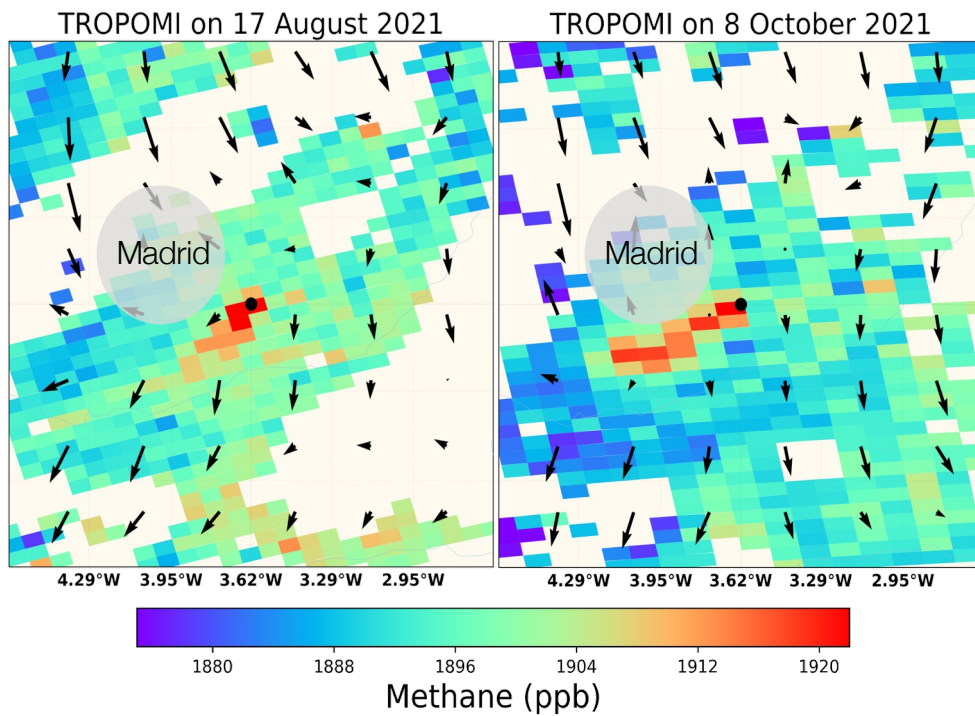 TROPOMI on 17 August 2021
TROPOMI on 8 October 2021
Madrid
Madrid
4.29°W 3.95°W 3.62°W 3.29°W 2.95°W
4.29°W 3.95°W 3.62°W 3.29°W 2.95°W
1880 1888 1896 1904 1912 1920
Methane (ppb)